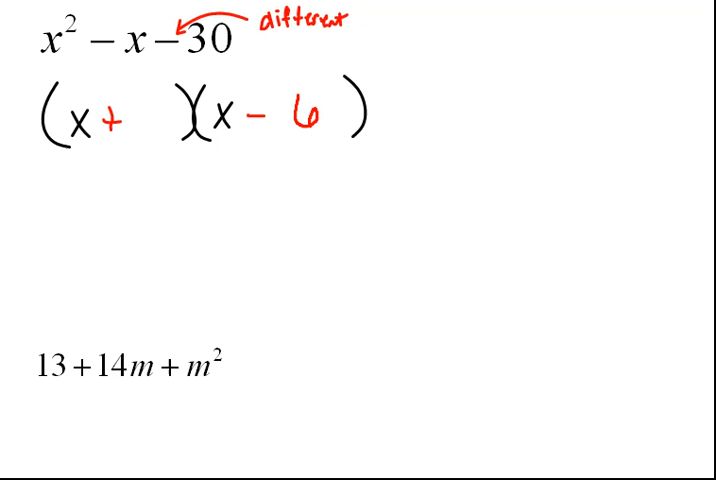 x² − x − 30 different
(x + )(x − 6)
13 + 14m + m²